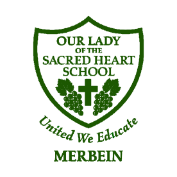 OUR LADY
OF THE
SACRED HEART
SCHOOL
United We Educate
MERBEIN